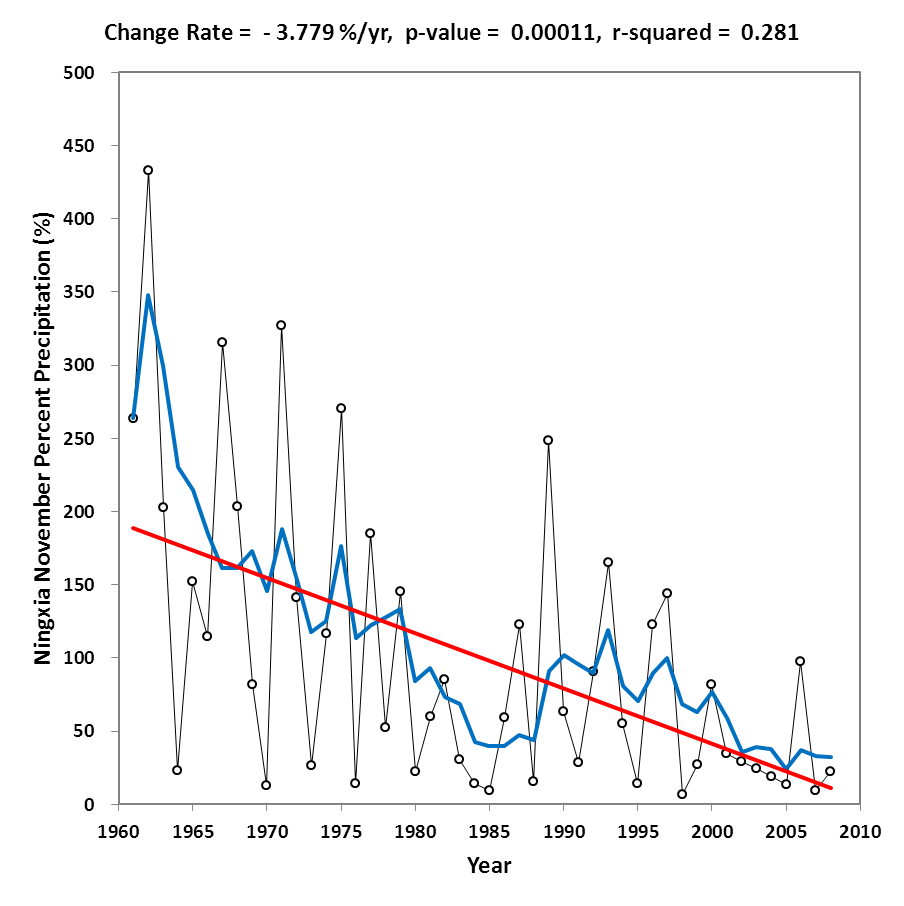 Change Rate = - 3.779 %/yr, p-value = 0.00011, r-squared = 0.281
500
450
400
350
300
250
200
150
100
50
0
Ningxia November Percent Precipitation (%)
1960 1965 1970 1975 1980 1985 1990 1995 2000 2005 2010
Year